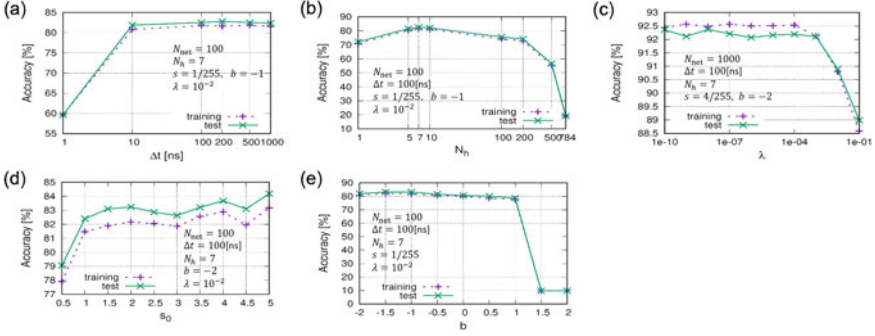 (a)
Accuracy [%]
85
80
75
70
65
60
55
N_net = 100
N_h = 7
s = 1/255, b = −1
λ = 10^−2
training
test
1 10 100 200 500 1000
Δt [ns]
(b)
Accuracy [%]
90
80
70
60
50
40
30
20
10
N_net = 100
Δt = 100[ns]
s = 1/255, b = −1
λ = 10^−2
training
test
1 5 7 10 100 200 500 784
N_h
(c)
Accuracy [%]
93
92.5
92
91.5
91
90.5
90
89.5
89
88.5
N_net = 1000
Δt = 100[ns]
N_h = 7
s = 4/255, b = −2
training
test
1e-10 1e-07 1e-04 1e-01
λ
(d)
Accuracy [%]
85
84
83
82
81
80
79
78
77
N_net = 100
Δt = 100[ns]
N_h = 7
b = −2
λ = 10^−2
training
test
0.5 1 1.5 2 2.5 3 3.5 4 4.5 5
s_0
(e)
Accuracy [%]
90
80
70
60
50
40
30
20
10
0
N_net = 100
Δt = 100[ns]
N_h = 7
s = 1/255
λ = 10^−2
training
test
-2 -1.5 -1 -0.5 0 0.5 1 1.5 2
b